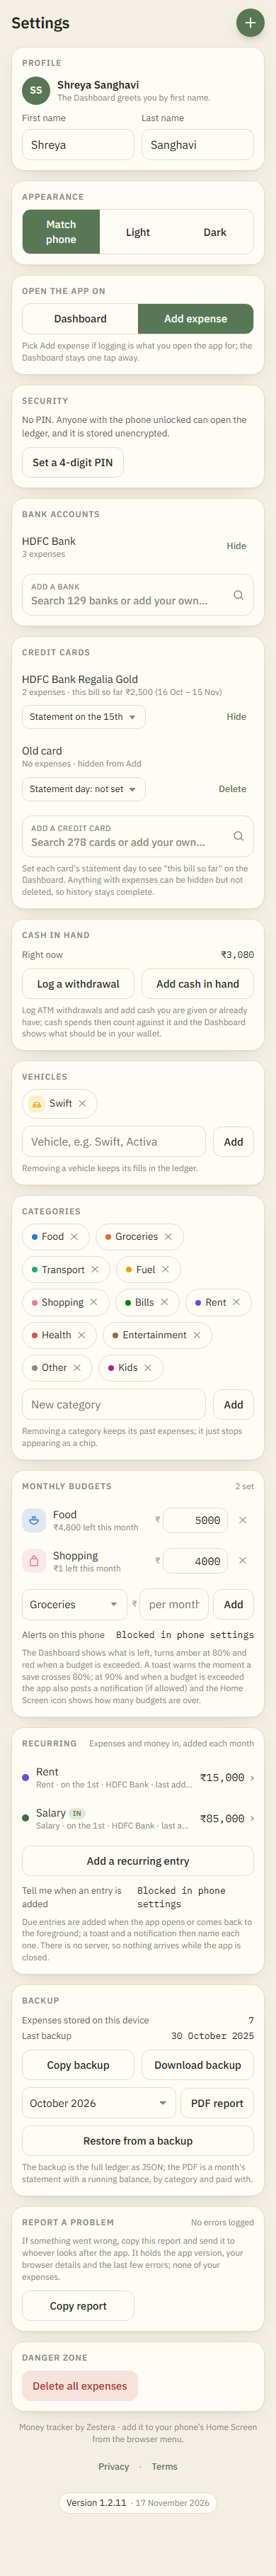 Settings
PROFILE
SS
Shreya Sanghavi
The Dashboard greets you by first name.
First name
Last name
Shreya
Sanghavi
APPEARANCE
Match
phone
Light
Dark
OPEN THE APP ON
Dashboard
Add expense
Pick Add expense if logging is what you open the app for; the
Dashboard stays one tap away.
SECURITY
No PIN. Anyone with the phone unlocked can open the
ledger, and it is stored unencrypted.
Set a 4-digit PIN
BANK ACCOUNTS
HDFC Bank
3 expenses
Hide
ADD A BANK
Search 129 banks or add your own...
CREDIT CARDS
HDFC Bank Regalia Gold
2 expenses · this bill so far ₹2,500 (16 Oct – 15 Nov)
Statement on the 15th
Hide
Old card
No expenses · hidden from Add
Statement day: not set
Delete
ADD A CREDIT CARD
Search 278 cards or add your own...
Set each card's statement day to see "this bill so far" on the
Dashboard. Anything with expenses can be hidden but not
deleted, so history stays complete.
CASH IN HAND
Right now
₹3,080
Log a withdrawal
Add cash in hand
Log ATM withdrawals and add cash you are given or already
have; cash spends then count against it and the Dashboard
shows what should be in your wallet.
VEHICLES
Swift
Vehicle, e.g. Swift, Activa
Add
Removing a vehicle keeps its fills in the ledger.
CATEGORIES
Food
Groceries
Transport
Fuel
Shopping
Bills
Rent
Health
Entertainment
Other
Kids
New category
Add
Removing a category keeps its past expenses; it just stops
appearing as a chip.
MONTHLY BUDGETS
2 set
Food
₹4,800 left this month
₹
5000
Shopping
₹1 left this month
₹
4000
Groceries
₹
per month
Add
Alerts on this phone
Blocked in phone settings
The Dashboard shows what is left, turns amber at 80% and
red when a budget is exceeded. A toast warns the moment a
save crosses 80%; at 90% and when a budget is exceeded
the app also posts a notification (if allowed) and the Home
Screen icon shows how many budgets are over.
RECURRING
Expenses and money in, added each month
Rent
Rent · on the 1st · HDFC Bank · last add...
₹15,000
Salary IN
Salary · on the 1st · HDFC Bank · last a...
₹85,000
Add a recurring entry
Tell me when an entry is
added
Blocked in phone
settings
Due entries are added when the app opens or comes back to
the foreground; a toast and a notification then name each
one. There is no server, so nothing arrives while the app is
closed.
BACKUP
Expenses stored on this device
7
Last backup
30 October 2025
Copy backup
Download backup
October 2026
PDF report
Restore from a backup
The backup is the full ledger as JSON; the PDF is a month's
statement with a running balance, by category and paid with.
REPORT A PROBLEM
No errors logged
If something went wrong, copy this report and send it to
whoever looks after the app. It holds the app version, your
browser details and the last few errors; none of your
expenses.
Copy report
DANGER ZONE
Delete all expenses
Money tracker by Zestera · add it to your phone's Home Screen
from the browser menu.
Privacy · Terms
Version 1.2.11 · 17 November 2026